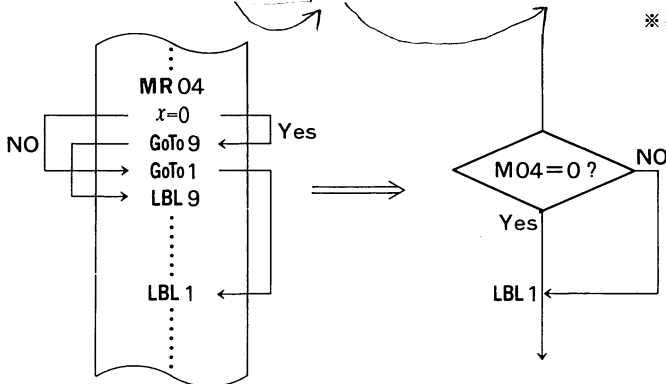 ※
MR 04
x=0
NO
Yes
GoTo 9
GoTo 1
LBL 9
LBL 1
M04=0 ?
NO
Yes
LBL 1